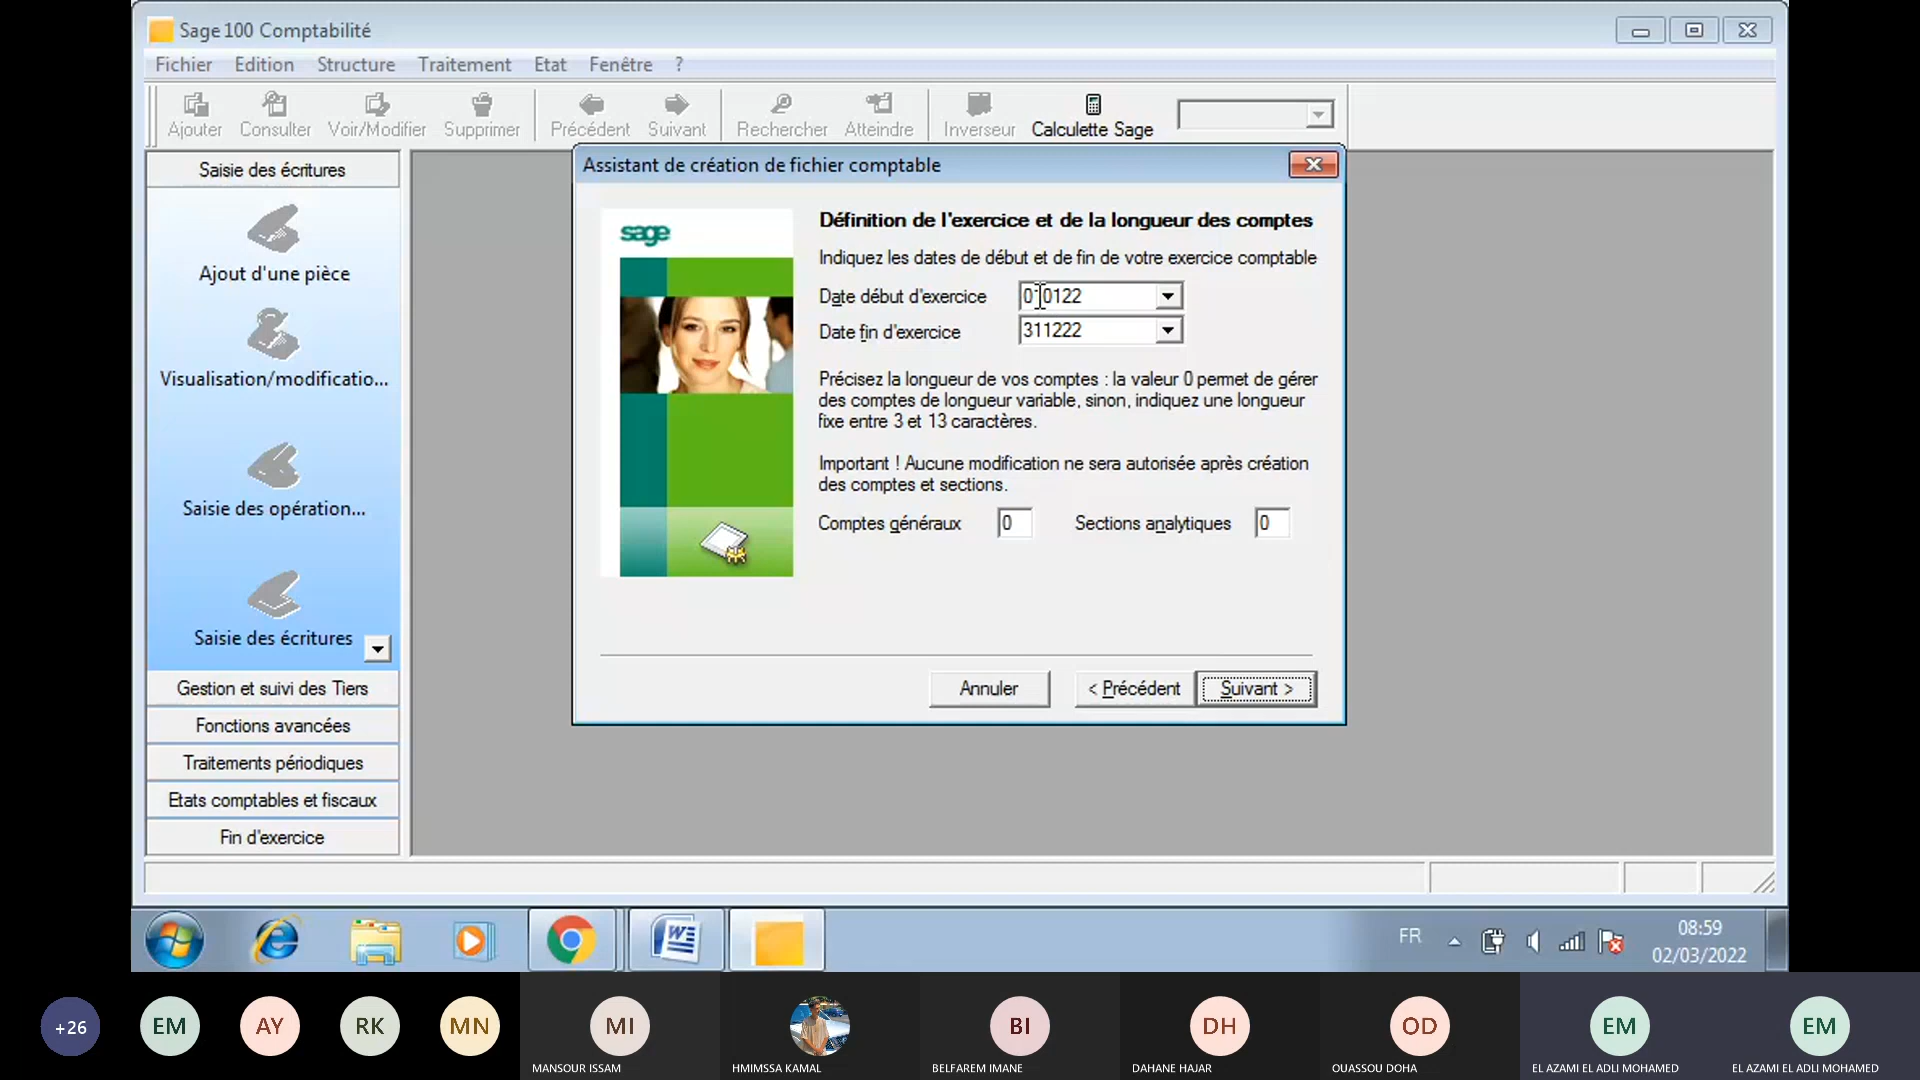 Sage 100 Comptabilité
Fichier Edition Structure Traitement Etat Fenêtre ?
Ajouter Consulter Voir/Modifier Supprimer Précédent Suivant Rechercher Atteindre Inverseur Calculette Sage
Saisie des écritures
Ajout d'une pièce
Visualisation/modificatio...
Saisie des opération...
Saisie des écritures
Gestion et suivi des Tiers
Fonctions avancées
Traitements périodiques
Etats comptables et fiscaux
Fin d'exercice
Assistant de création de fichier comptable
sage
Définition de l'exercice et de la longueur des comptes
Indiquez les dates de début et de fin de votre exercice comptable
Date début d'exercice 010122
Date fin d'exercice 311222
Précisez la longueur de vos comptes : la valeur 0 permet de gérer
des comptes de longueur variable, sinon, indiquez une longueur
fixe entre 3 et 13 caractères.
Important ! Aucune modification ne sera autorisée après création
des comptes et sections.
Comptes généraux 0 Sections analytiques 0
Annuler < Précédent Suivant >
FR
08:59
02/03/2022
+26 EM AY RK MN MI BI DH OD EM EM
MANSOUR ISSAM HMIMSSA KAMAL BELFAREM IMANE DAHANE HAJAR OUASSOU DOHA EL AZAMI EL ADLI MOHAMED EL AZAMI EL ADLI MOHAMED